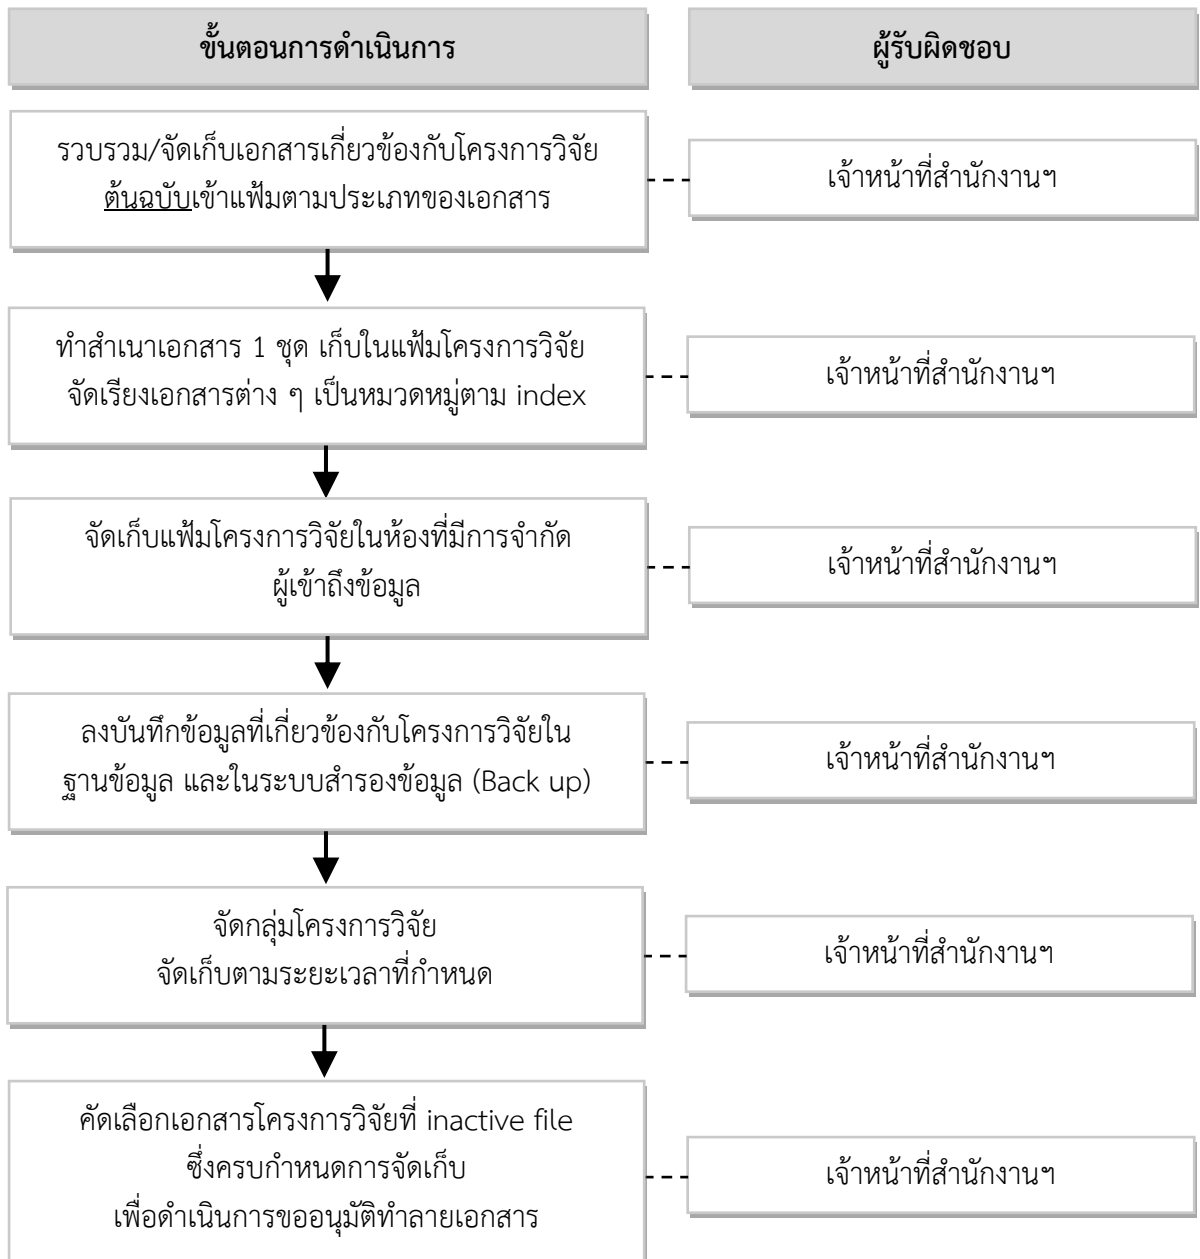 ขั้นตอนการดำเนินการ
ผู้รับผิดชอบ
รวบรวม/จัดเก็บเอกสารเกี่ยวข้องกับโครงการวิจัย
ต้นฉบับเข้าแฟ้มตามประเภทของเอกสาร
เจ้าหน้าที่สำนักงานฯ
ทำสำเนาเอกสาร 1 ชุด เก็บในแฟ้มโครงการวิจัย
จัดเรียงเอกสารต่าง ๆ เป็นหมวดหมู่ตาม index
เจ้าหน้าที่สำนักงานฯ
จัดเก็บแฟ้มโครงการวิจัยในห้องที่มีการจำกัด
ผู้เข้าถึงข้อมูล
เจ้าหน้าที่สำนักงานฯ
ลงบันทึกข้อมูลที่เกี่ยวข้องกับโครงการวิจัยใน
ฐานข้อมูล และในระบบสำรองข้อมูล (Back up)
เจ้าหน้าที่สำนักงานฯ
จัดกลุ่มโครงการวิจัย
จัดเก็บตามระยะเวลาที่กำหนด
เจ้าหน้าที่สำนักงานฯ
คัดเลือกเอกสารโครงการวิจัยที่ inactive file
ซึ่งครบกำหนดการจัดเก็บ
เพื่อดำเนินการขออนุมัติทำลายเอกสาร
เจ้าหน้าที่สำนักงานฯ